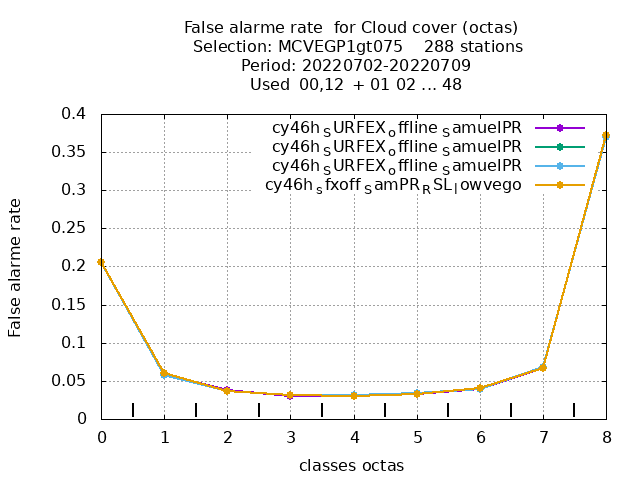 False alarme rate  for Cloud cover (octas)
Selection: MCVEGP1gt075    288 stations
Period: 20220702-20220709
Used  00,12  + 01 02 ... 48
cy46h_SURFEX_offline_SamuelPR
cy46h_SURFEX_offline_SamuelPR
cy46h_SURFEX_offline_SamuelPR
cy46h_sfxoff_SamPR_RSL_lowvego
0.4
0.35
0.3
0.25
0.2
0.15
0.1
0.05
0
False alarme rate
0 1 2 3 4 5 6 7 8
classes octas